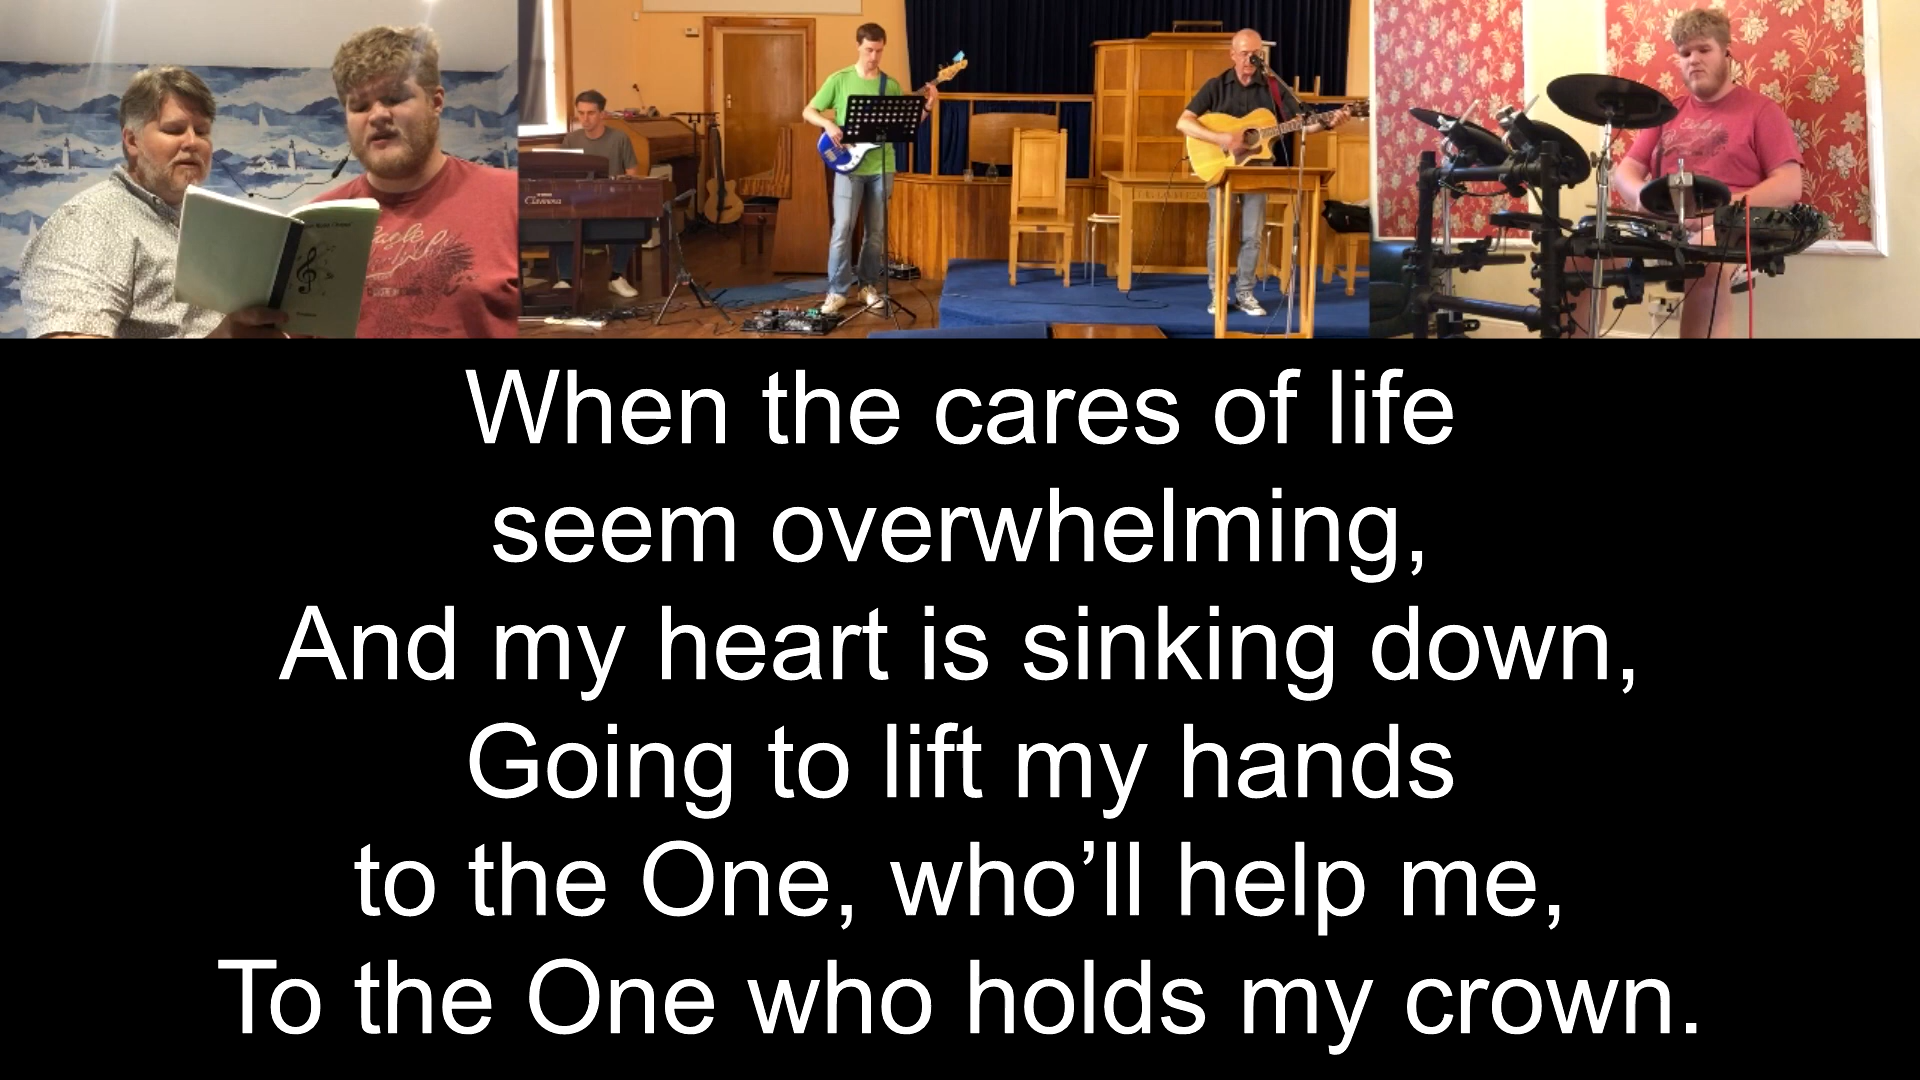 Clavinova
When the cares of life
seem overwhelming,
And my heart is sinking down,
Going to lift my hands
to the One, who’ll help me,
To the One who holds my crown.